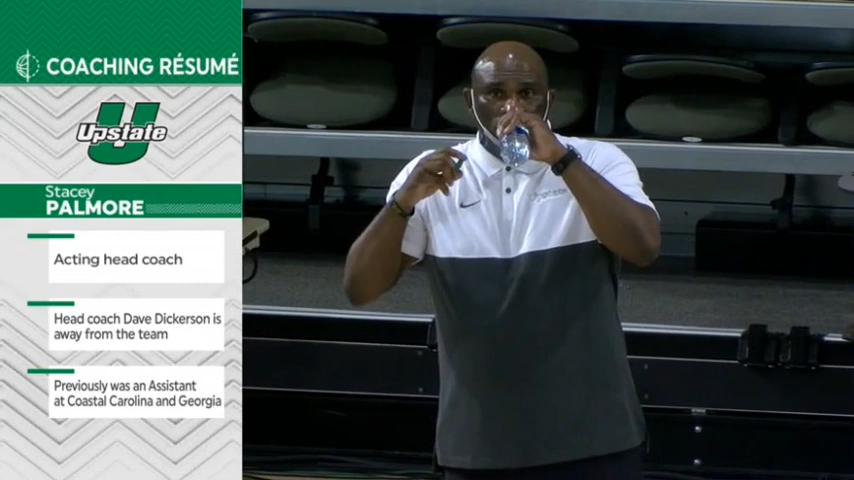 COACHING RÉSUMÉ
Upstate
Stacey
PALMORE
Acting head coach
Head coach Dave Dickerson is
away from the team
Previously was an Assistant
at Coastal Carolina and Georgia